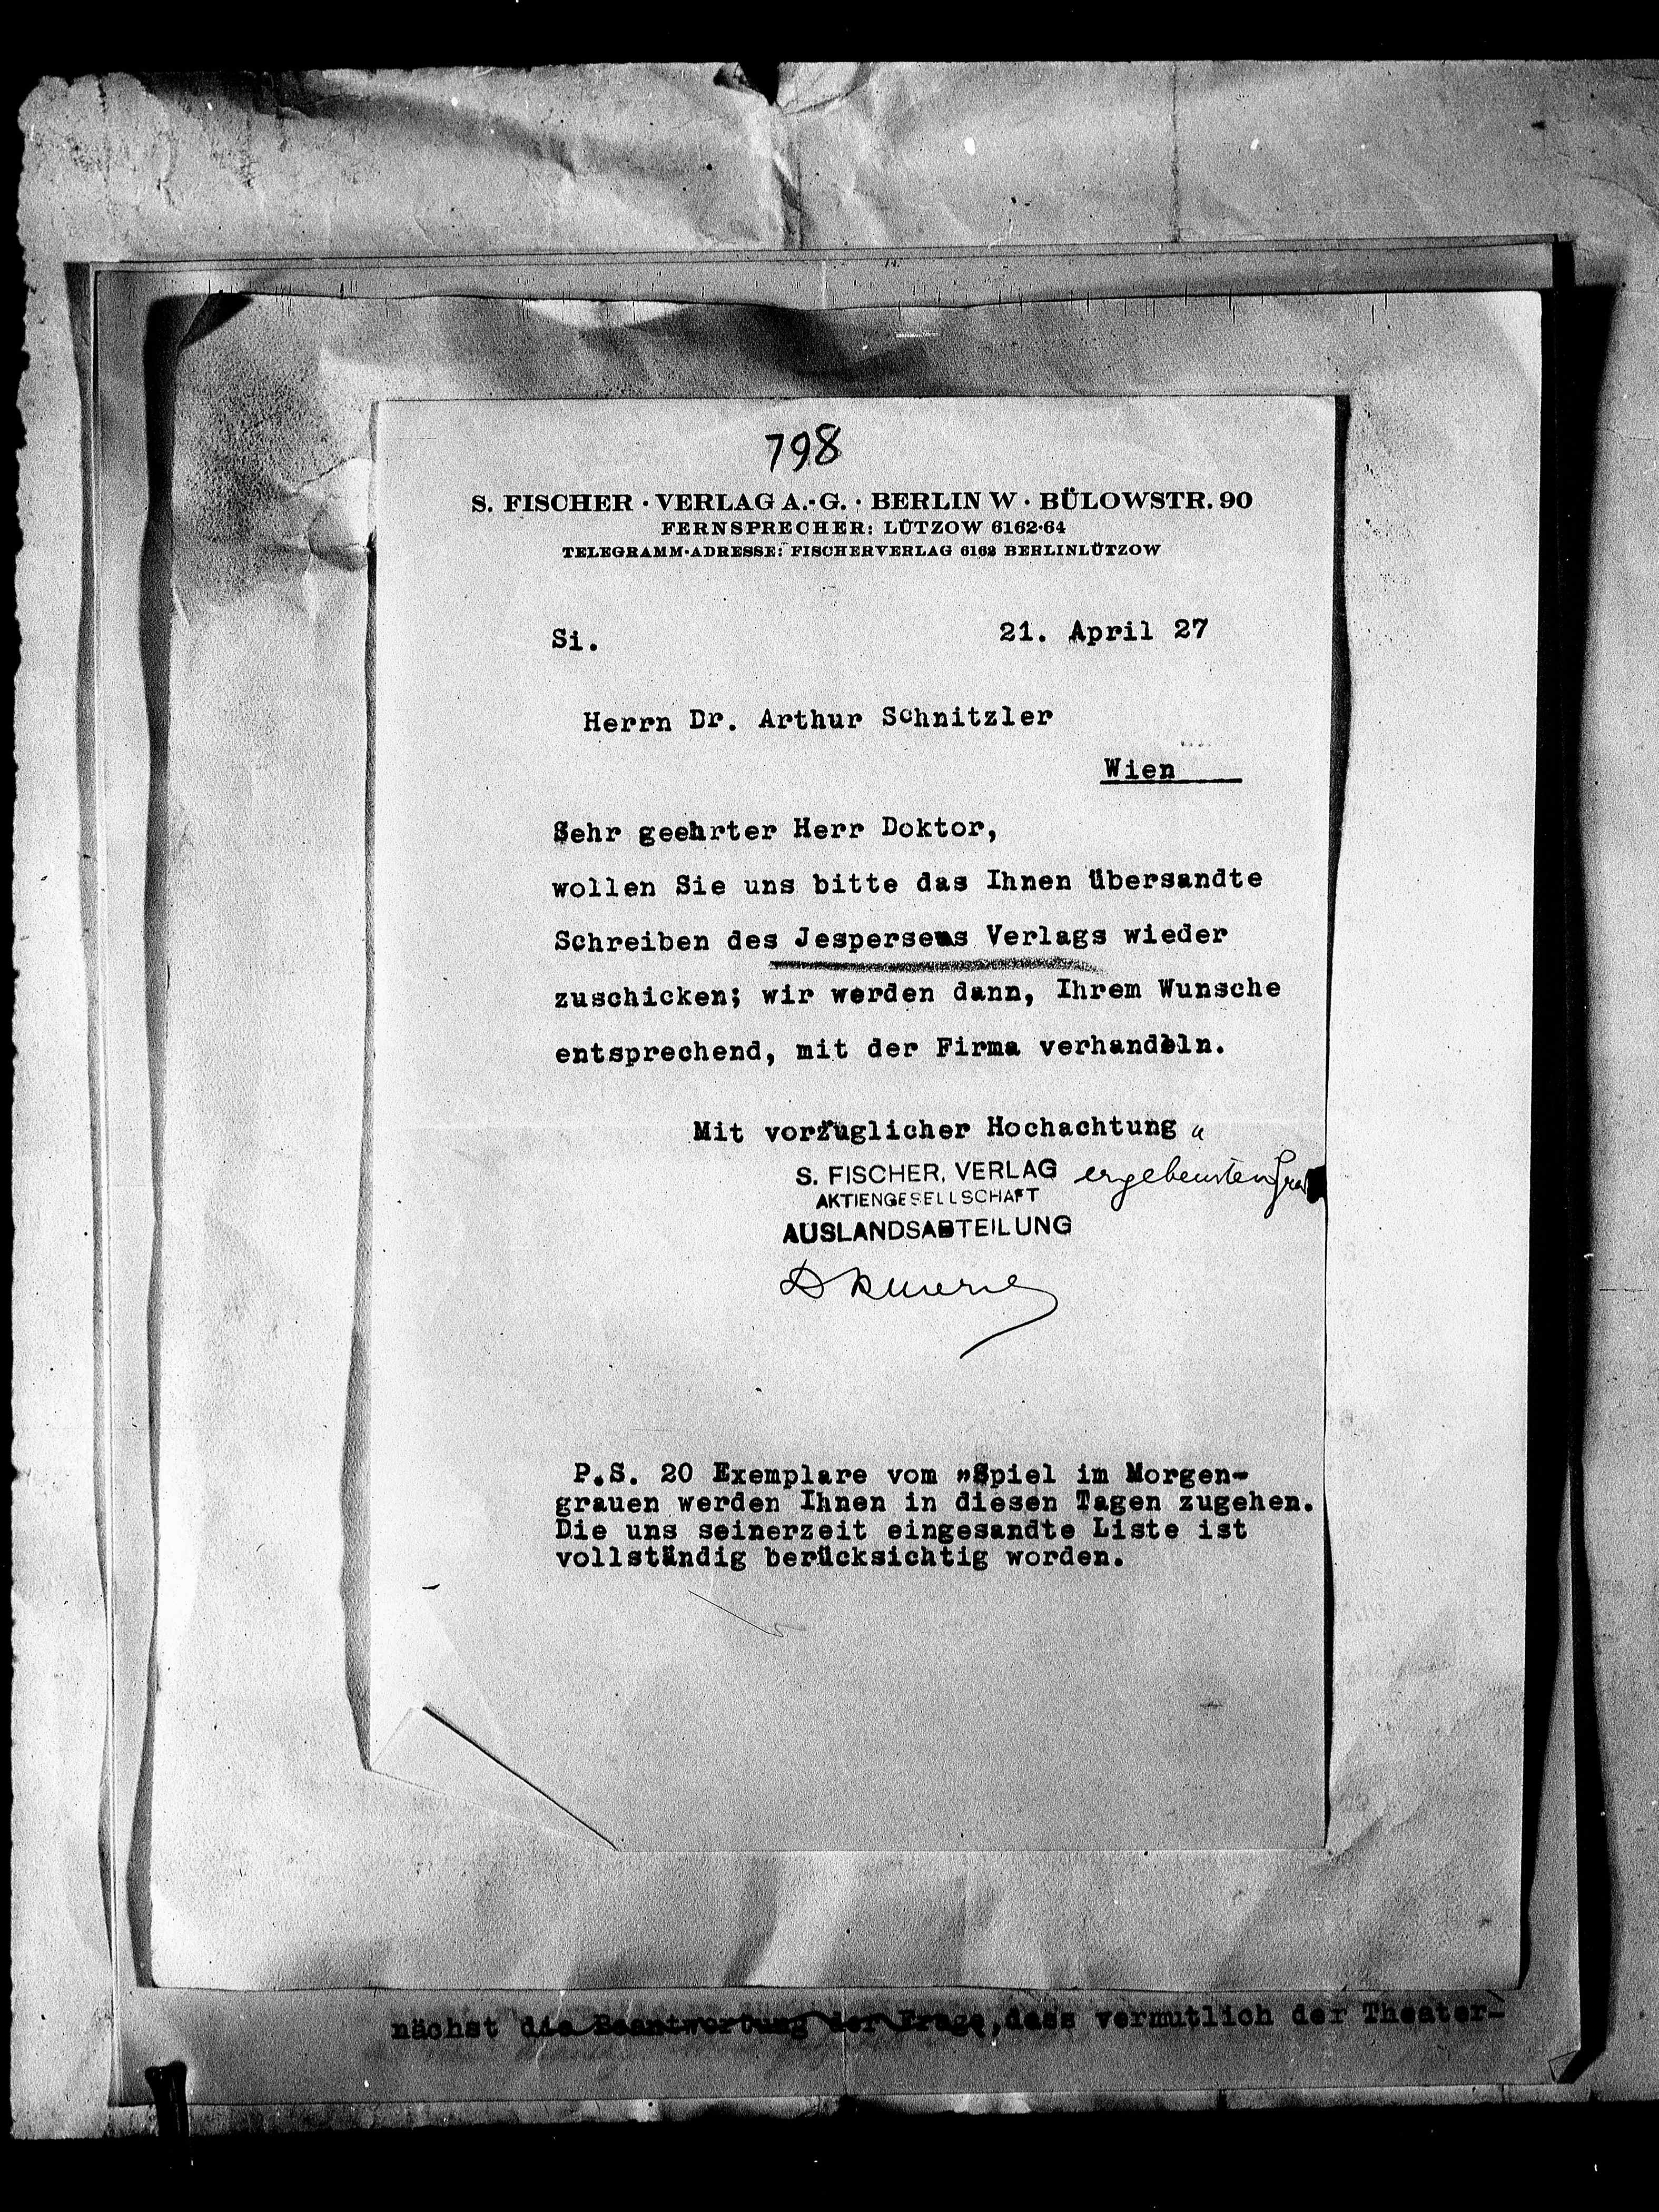 798
S. FISCHER · VERLAG A.-G. · BERLIN W · BÜLOWSTR. 90
FERNSPRECHER: LÜTZOW 6162-64
TELEGRAMM-ADRESSE: FISCHERVERLAG 6162 BERLINLÜTZOW
Si. 21. April 27
Herrn Dr. Arthur Schnitzler
Wien
Sehr geehrter Herr Doktor,
wollen Sie uns bitte das Ihnen übersandte
Schreiben des Jespersens Verlags wieder
zuschicken; wir werden dann, Ihrem Wunsche
entsprechend, mit der Firma verhandeln.
Mit vorzüglicher Hochachtung u
S. FISCHER, VERLAG ergebensten
AKTIENGESELLSCHAFT
AUSLANDSABTEILUNG
P.S. 20 Exemplare vom »Spiel im Morgen-
grauen werden Ihnen in diesen Tagen zugehen.
Die uns seinerzeit eingesandte Liste ist
vollständig berücksichtig worden.
nächst die Beantwortung der Frage, dass vermutlich der Theater-